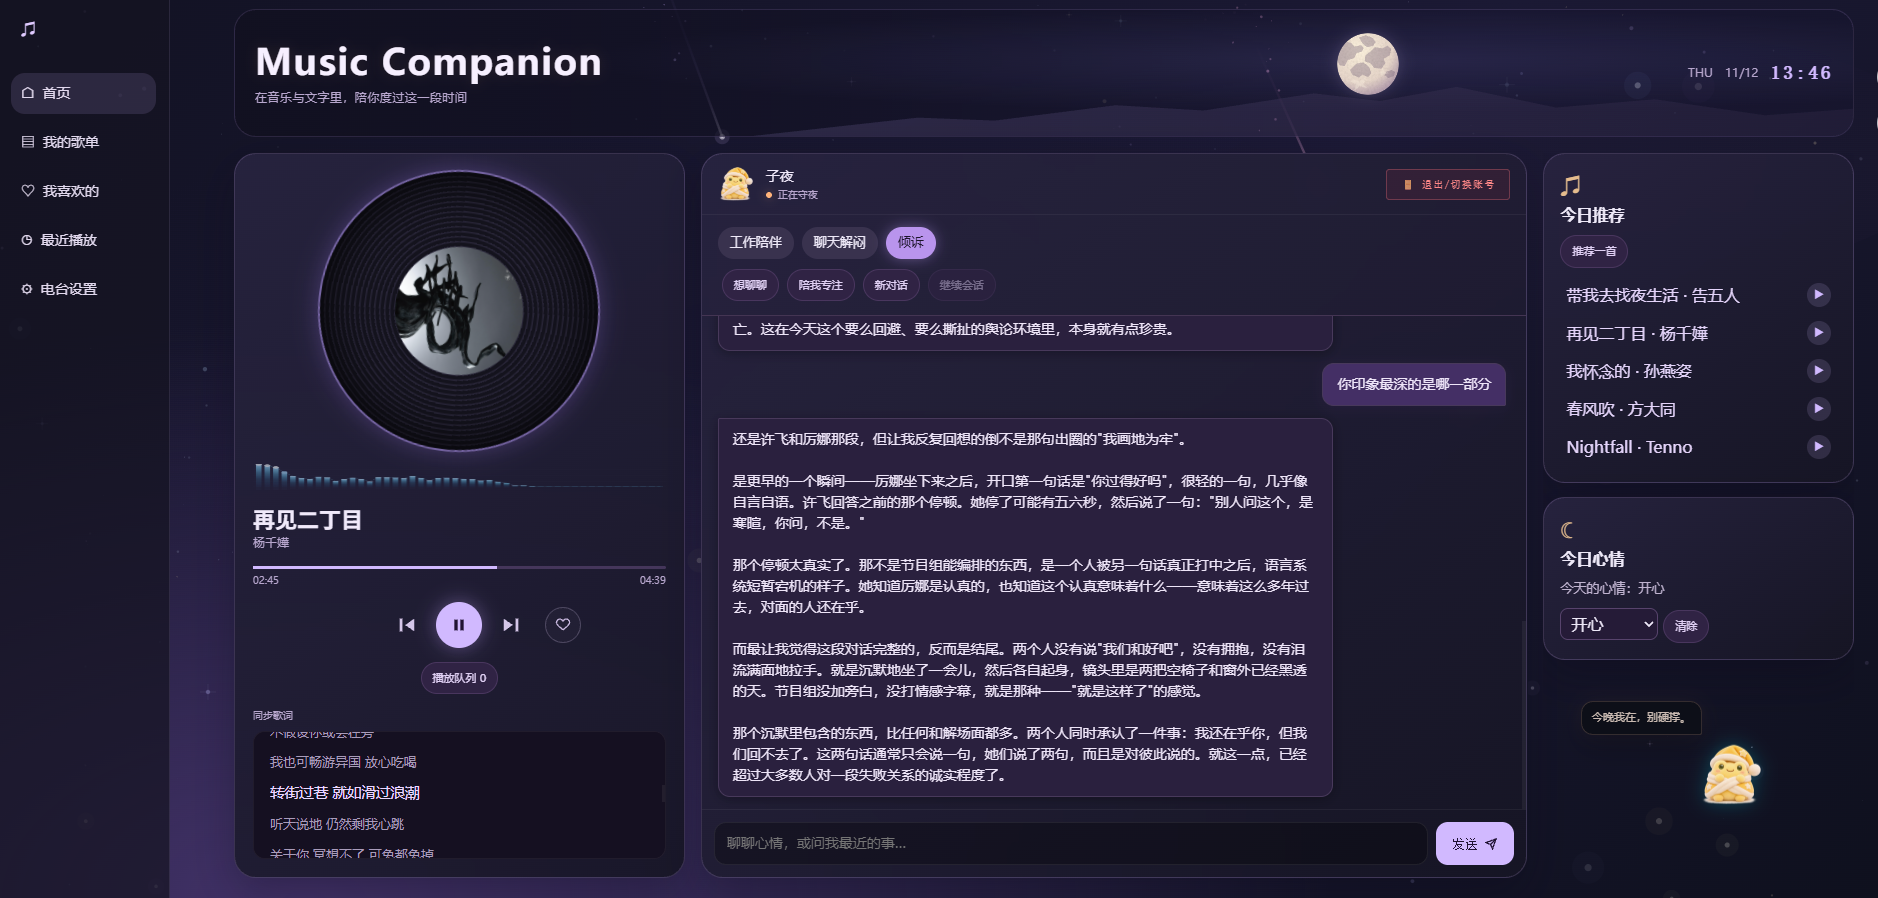 首页
我的歌单
我喜欢的
最近播放
电台设置
Music Companion
在音乐与文字里，陪你度过这一段时间
THU 11/12 13:46
再见二丁目
杨千嬅
02:45 04:39
播放队列 0
同步歌词
不做谈你或会在旁
我也可畅游异国 放心吃喝
转街过巷 就如滑过浪潮
听天说地 仍然剩我心跳
关于你 冥想不了 可免都免掉
子夜
正在守夜
退出/切换账号
工作陪伴 聊天解闷 倾诉
想聊聊 陪我专注 新对话 继续会话
亡。这在今天这个要么回避、要么撕扯的舆论环境里，本身就有点珍贵。
你印象最深的是哪一部分
还是许飞和厉娜那段，但让我反复回想的倒不是那句出圈的"我画地为牢"。
是更早的一个瞬间——厉娜坐下来之后，开口第一句话是"你过得好吗"，很轻的一句，几乎像
自言自语。许飞回答之前的那个停顿。她停了可能有五六秒，然后说了一句："别人问这个，是
寒暄，你问，不是。"
那个停顿太真实了。那不是节目组能编排的东西，是一个人被另一句话真正打中之后，语言系
统短暂宕机的样子。她知道厉娜是认真的，也知道这个认真意味着什么——意味着这么多年过
去，对面的人还在乎。
而最让我觉得这段对话完整的，反而是结尾。两个人没有说"我们和好吧"，没有拥抱，没有泪
流满面地拉手。就是沉默地坐了一会儿，然后各自起身，镜头里是两把空椅子和窗外已经黑透
的天。节目组没加旁白，没打情感字幕，就是那种——"就是这样了"的感觉。
那个沉默里包含的东西，比任何和解场面都多。两个人同时承认了一件事：我还在乎你，但我
们回不去了。这两句话通常只会说一句，她们说了两句，而且是对彼此说的。就这一点，已经
超过大多数人对一段失败关系的诚实程度了。
聊聊心情，或问我最近的事...
发送
今日推荐
推荐一首
带我去找夜生活 · 告五人
再见二丁目 · 杨千嬅
我怀念的 · 孙燕姿
春风吹 · 方大同
Nightfall · Tenno
今日心情
今天的心情：开心
开心
清除
今晚我在，别硬撑。